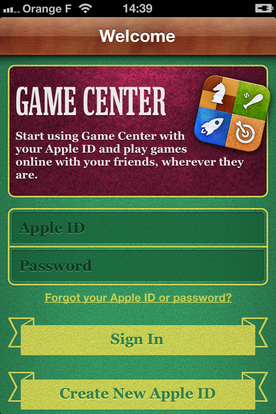 Orange F 14:39
Welcome
GAME CENTER
Start using Game Center with
your Apple ID and play games
online with your friends, wherever they
are.
Apple ID
Password
Forgot your Apple ID or password?
Sign In
Create New Apple ID